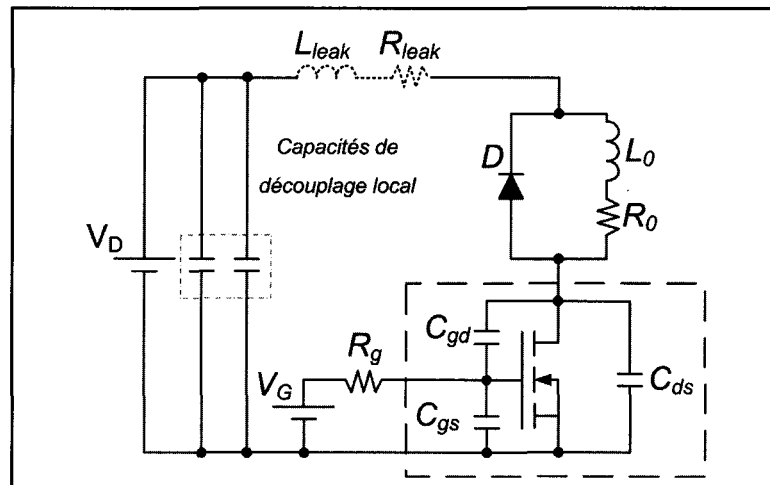 L_leak R_leak
Capacités de
découplage local
D
L_0
R_0
V_D
C_gd
R_g
V_G
C_gs
C_ds